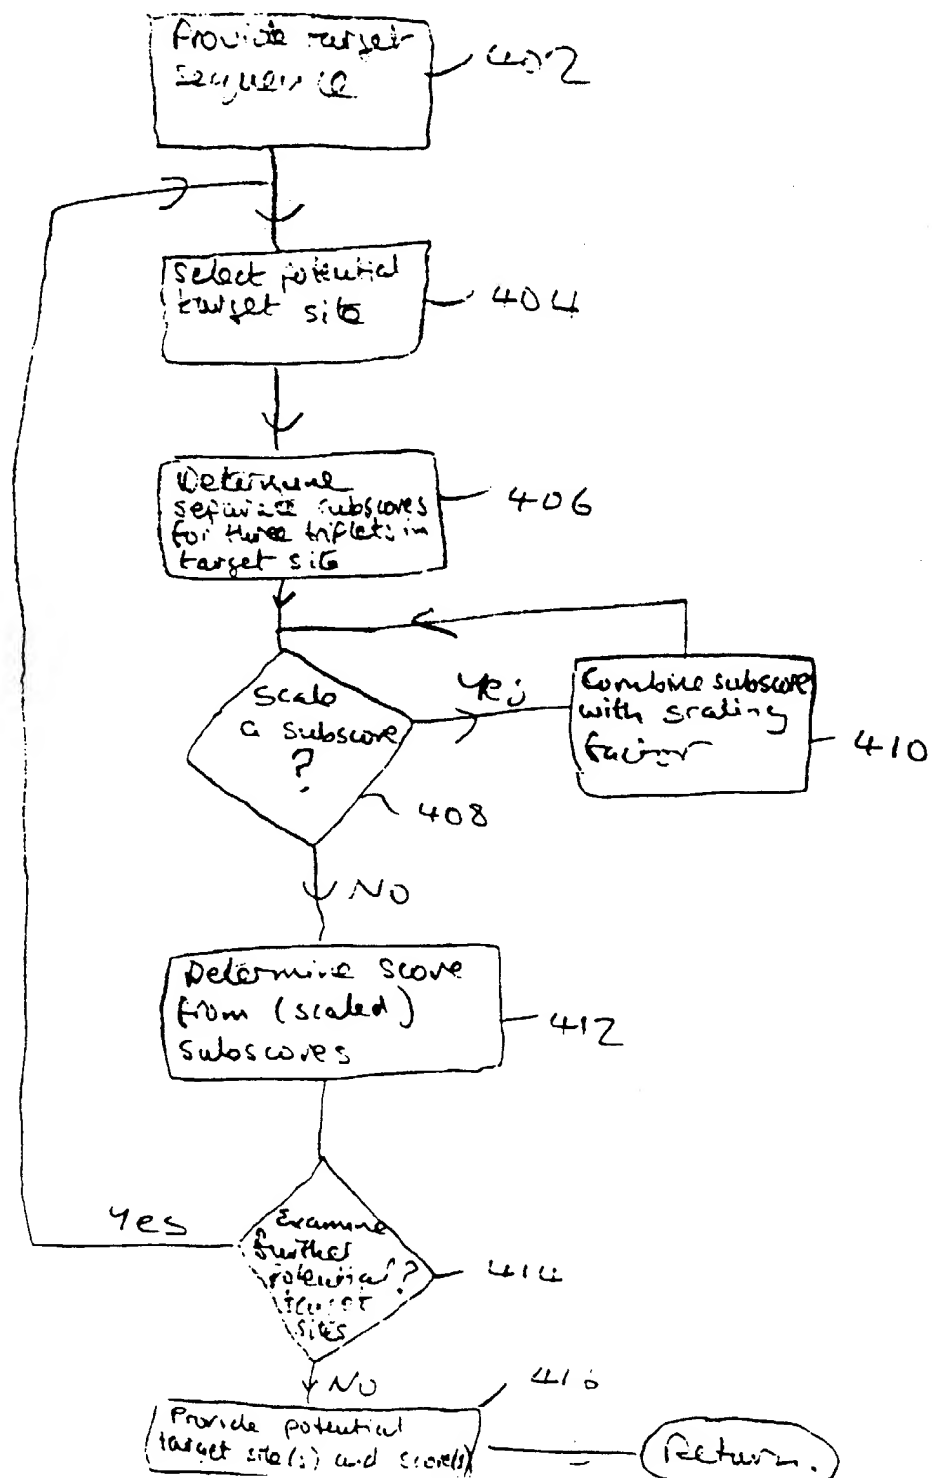 Provide target
sequence
402
Select potential
target site
404
Determine
separate subscores
for three triplets in
target site
406
Scale
a subscore
?
408
Yes
Combine subscore
with scaling
factor
410
NO
Determine score
from (scaled)
subscores
412
Yes
Examine
further
potential
target
sites
?
414
NO
416
Provide potential
target site(s) and score(s)
Return.